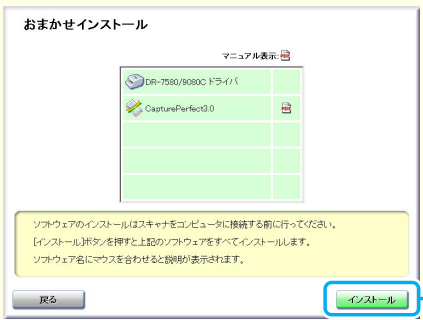 おまかせインストール
マニュアル表示:
DR-7580/9080C ドライバ
CapturePerfect3.0
ソフトウェアのインストールはスキャナをコンピュータに接続する前に行ってください。
[インストール]ボタンを押すと上記のソフトウェアをすべてインストールします。
ソフトウェア名にマウスを合わせると説明が表示されます。
戻る
インストール